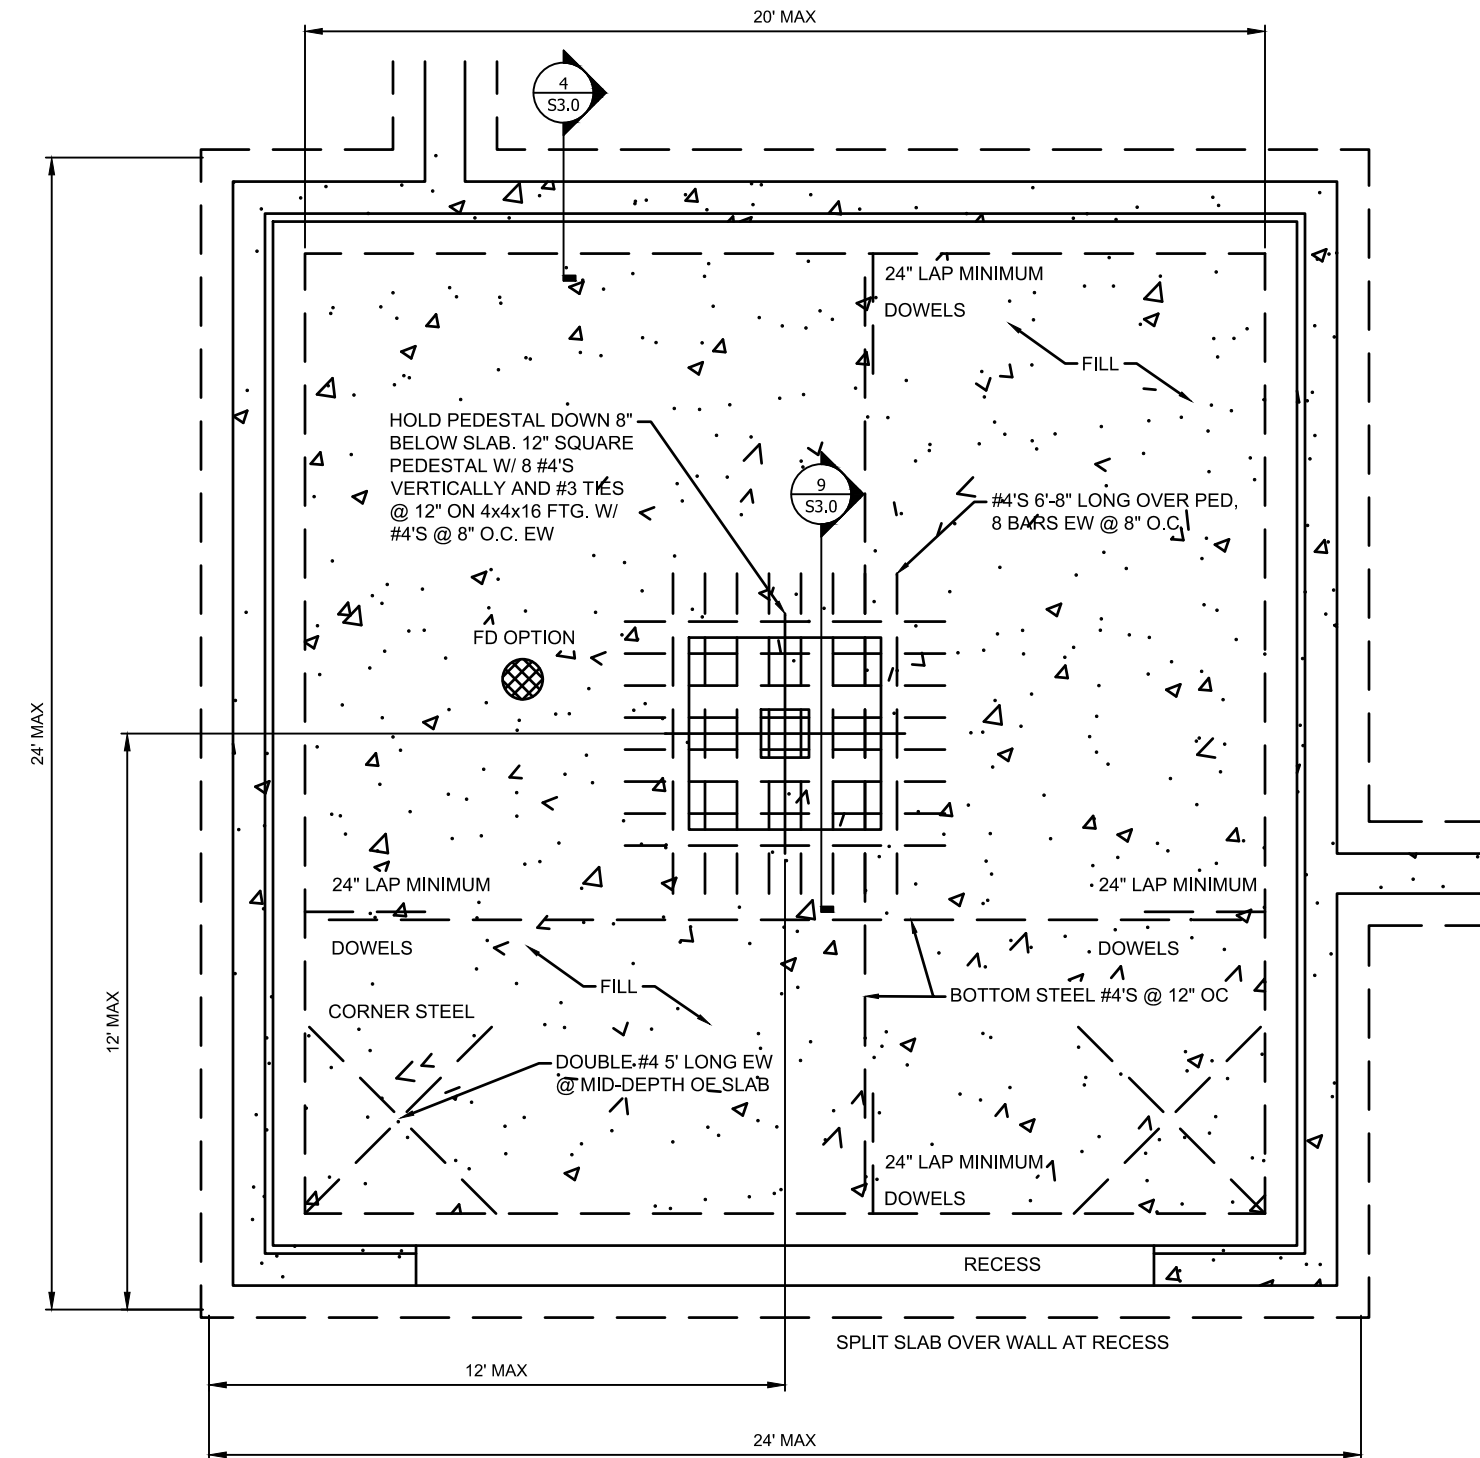 20' MAX
4
S3.0
24" LAP MINIMUM
DOWELS
FILL
HOLD PEDESTAL DOWN 8"
BELOW SLAB. 12" SQUARE
PEDESTAL W/ 8 #4'S
VERTICALLY AND #3 TIES
@ 12" ON 4x4x16 FTG. W/
#4'S @ 8" O.C. EW
9
S3.0
#4'S 6'-8" LONG OVER PED,
8 BARS EW @ 8" O.C.
FD OPTION
24' MAX
24" LAP MINIMUM
DOWELS
24" LAP MINIMUM
DOWELS
12' MAX
FILL
BOTTOM STEEL #4'S @ 12" OC
CORNER STEEL
DOUBLE #4 5' LONG EW
@ MID-DEPTH OF SLAB
24" LAP MINIMUM
DOWELS
RECESS
SPLIT SLAB OVER WALL AT RECESS
12' MAX
24' MAX